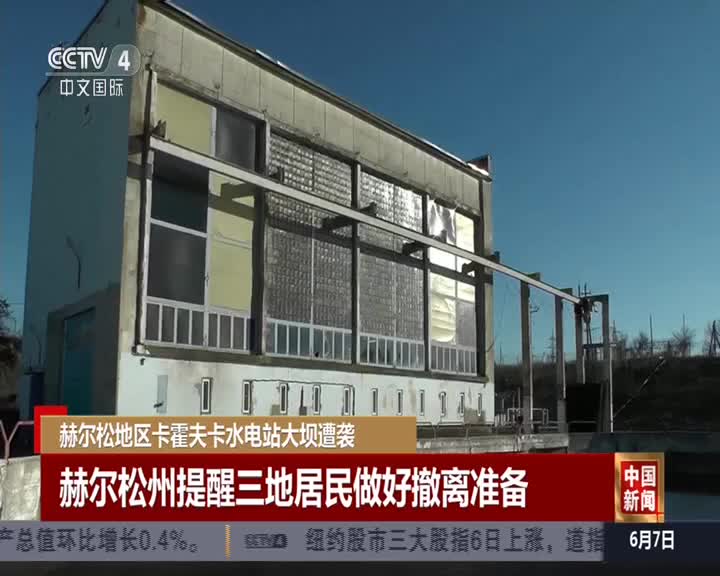 CCTV 4
中文国际
赫尔松地区卡霍夫卡水电站大坝遭袭
赫尔松州提醒三地居民做好撤离准备
中国
新闻
产总值环比增长0.4%。 CCTV 4 纽约股市三大股指6日上涨，道指
6月7日